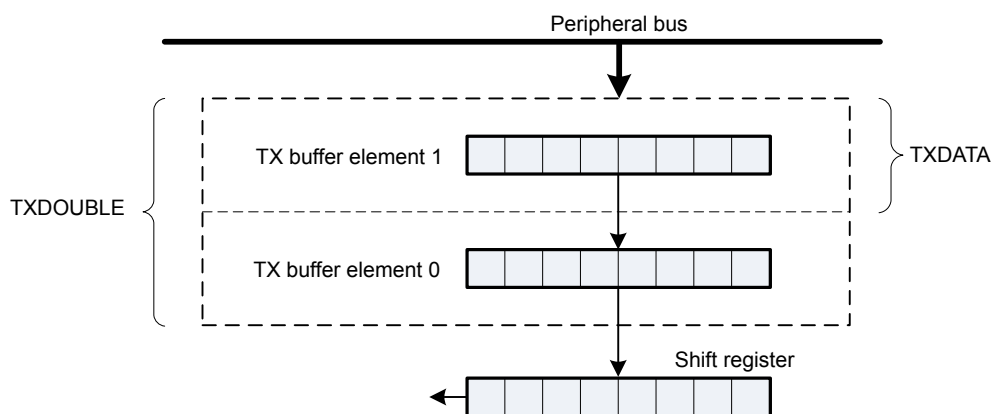 Peripheral bus
TX buffer element 1
TXDATA
TXDOUBLE
TX buffer element 0
Shift register